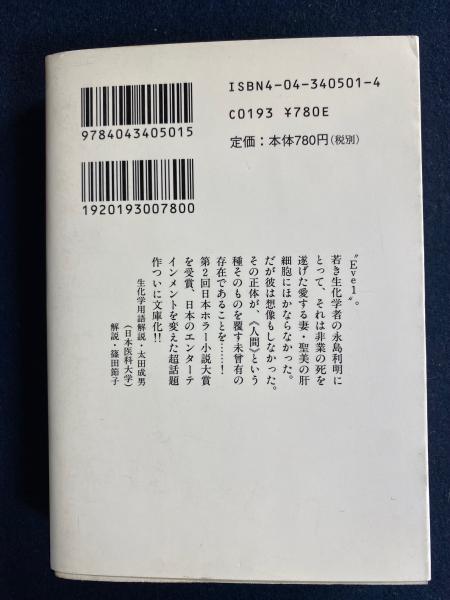 ISBN4-04-340501-4
C0193 ¥780E
定価：本体780円(税別)
9784043405015
1920193007800
〝Eve1〟。
若き生化学者の永島利明に
とって、それは非業の死を
遂げた愛する妻・聖美の肝
細胞にほかならなかった。
だが彼は想像もしなかった。
その正体が、《人間》という
種そのものを覆す未曾有の
存在であることを……！
第2回日本ホラー小説大賞
を受賞、日本のエンターテ
インメントを変えた超話題
作ついに文庫化!!
生化学用語解説・太田成男
(日本医科大学)
解説・篠田節子